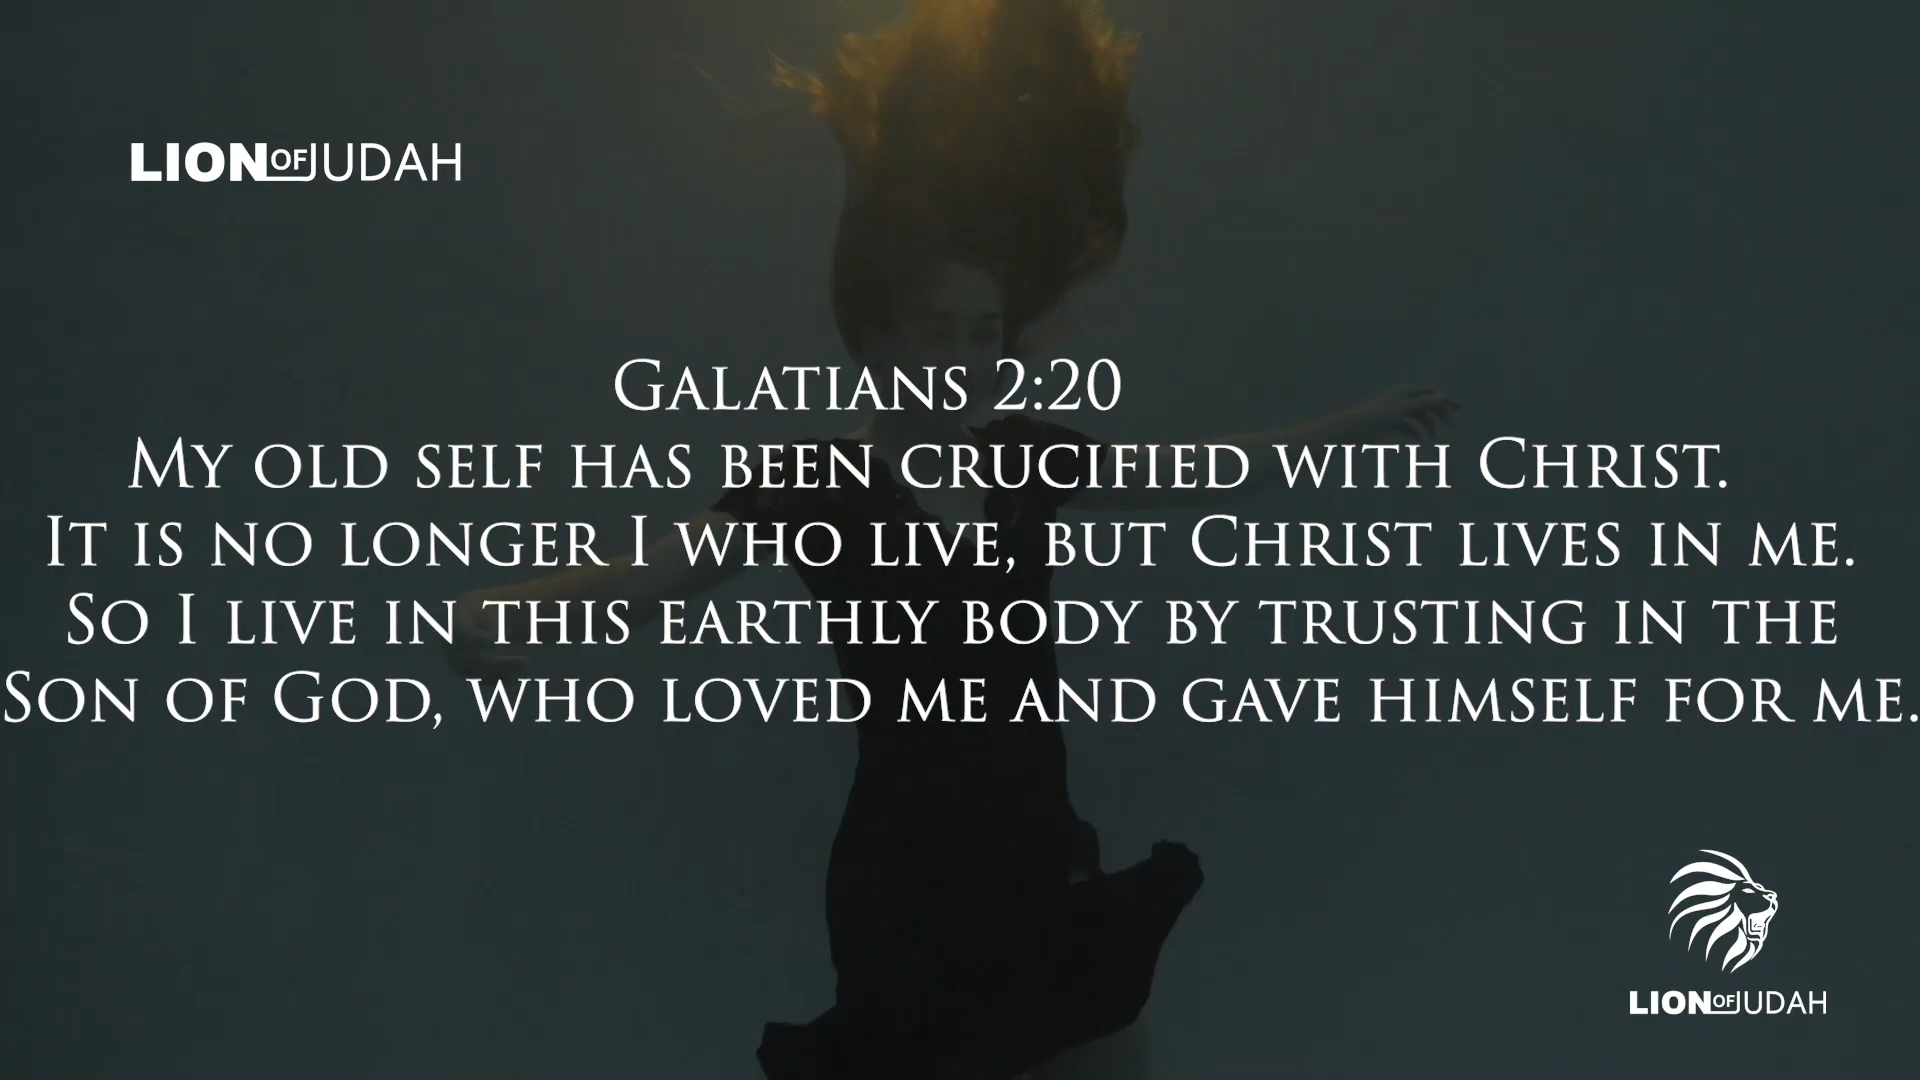 LION OF JUDAH
Galatians 2:20
My old self has been crucified with Christ.
It is no longer I who live, but Christ lives in me.
So I live in this earthly body by trusting in the
Son of God, who loved me and gave himself for me.
LION OF JUDAH